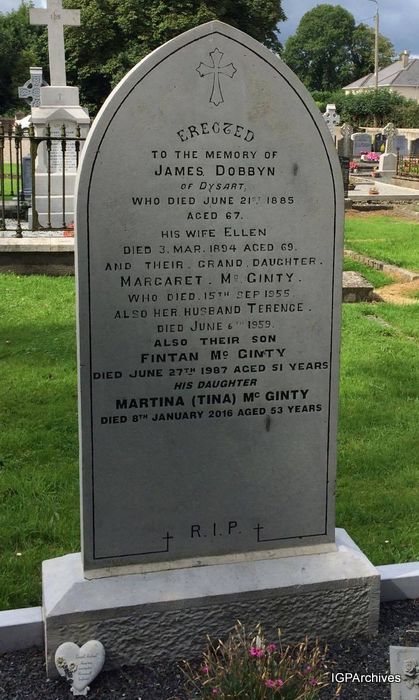 IHS
ERECTED
TO THE MEMORY OF
JAMES DOBBYN
OF DYSART,
WHO DIED JUNE 21ST 1885
AGED 67.
HIS WIFE ELLEN
DIED 3. MAR. 1894 AGED 69.
AND THEIR GRAND DAUGHTER.
MARGARET. Mc GINTY.
WHO DIED. 15TH SEP 1955.
ALSO HER HUSBAND TERENCE.
DIED JUNE 6TH 1959.
ALSO THEIR SON
FINTAN Mc GINTY
DIED JUNE 27TH 1987 AGED 51 YEARS
HIS DAUGHTER
MARTINA (TINA) Mc GINTY
DIED 8TH JANUARY 2016 AGED 53 YEARS
R.I.P.
IGPArchives